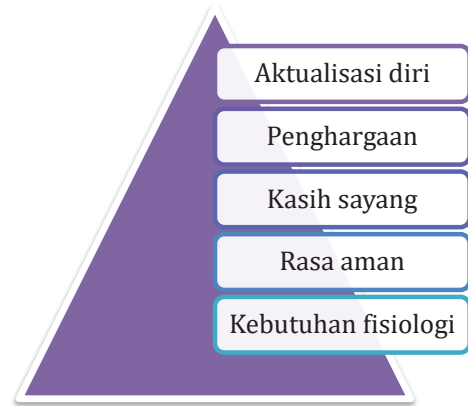 Aktualisasi diri
Penghargaan
Kasih sayang
Rasa aman
Kebutuhan fisiologi